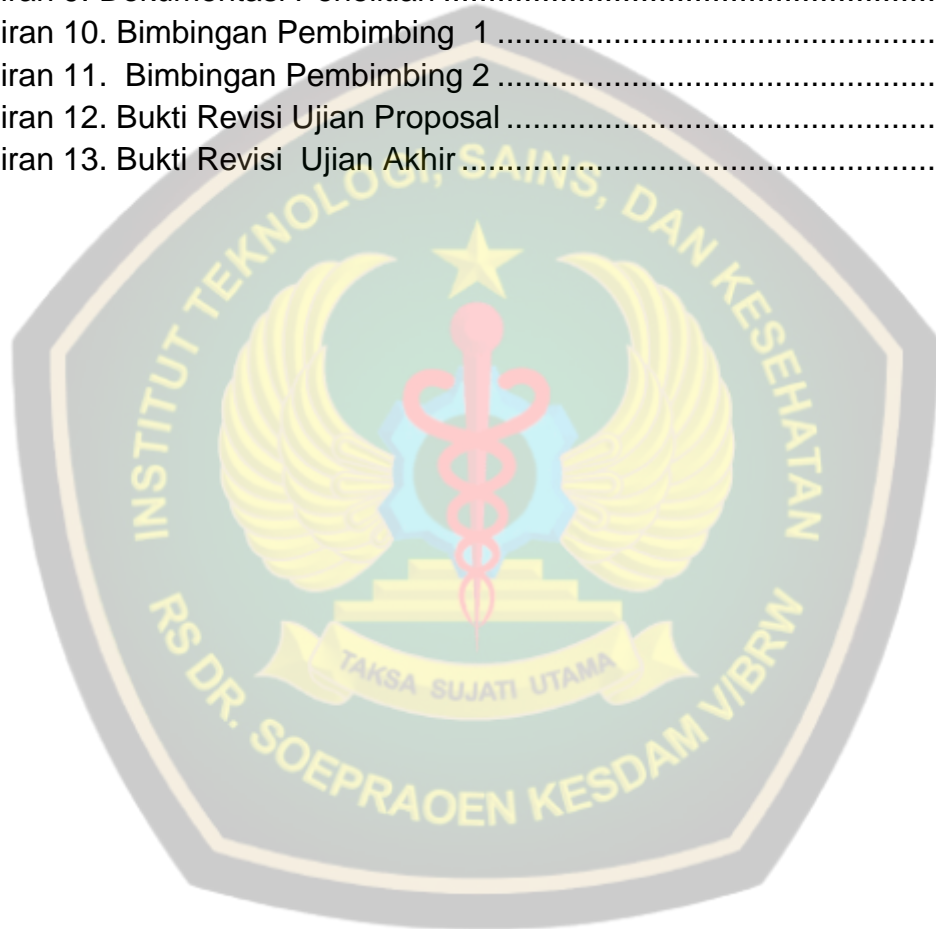 iran 10. Bimbingan Pembimbing 1 ........................................................
iran 11. Bimbingan Pembimbing 2 ........................................................
iran 12. Bukti Revisi Ujian Proposal .......................................................
iran 13. Bukti Revisi Ujian Akhir ............................................................
INSTITUT TEKNOLOGI, SAINS, DAN KESEHATAN
TAKSA SUJATI UTAMA
RS DR. SOEPRAOEN KESDAM V/BRW